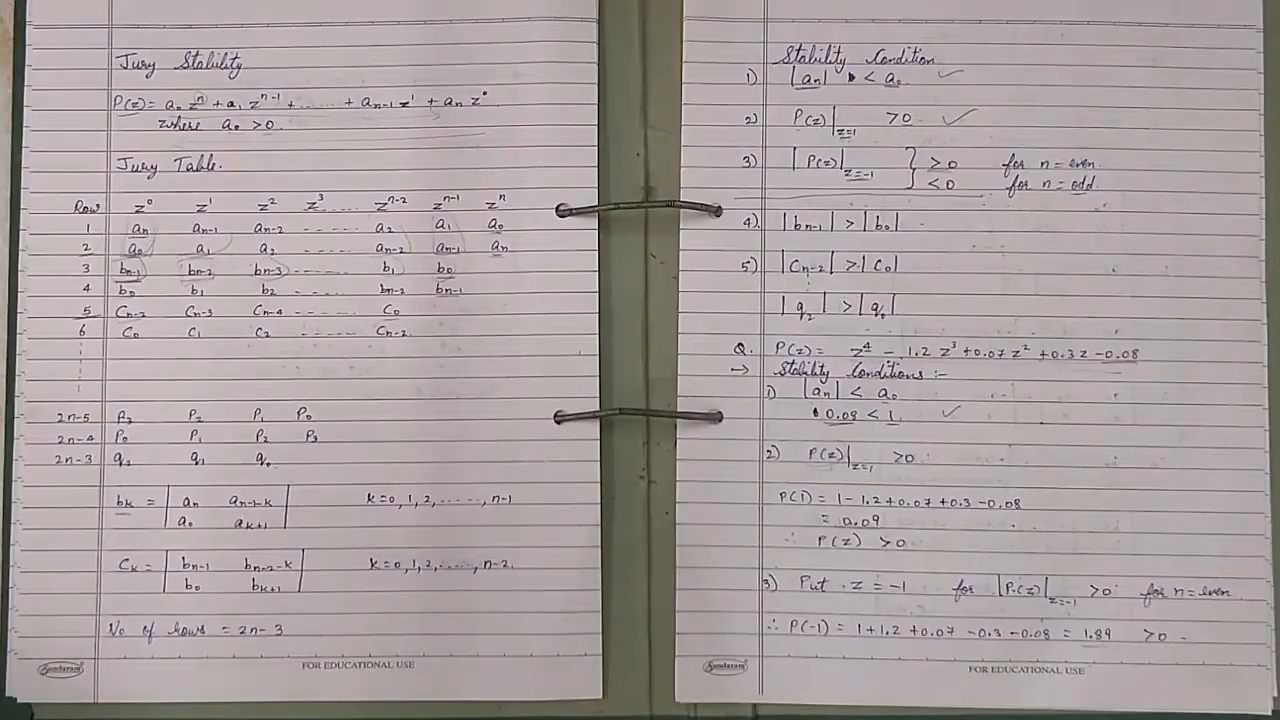 Jury Stability
P(z) = a₀ zⁿ + a₁ zⁿ⁻¹ + ...... + aₙ₋₁ z¹ + aₙ z⁰
where a₀ > 0.
Jury Table.
Row z⁰ z¹ z² z³ ...... zⁿ⁻² zⁿ⁻¹ zⁿ
1 aₙ aₙ₋₁ aₙ₋₂ ------ a₂ a₁ a₀
2 a₀ a₁ a₂ ------ aₙ₋₂ aₙ₋₁ aₙ
3 bₙ₋₁ bₙ₋₂ bₙ₋₃ ------ b₁ b₀
4 b₀ b₁ b₂ ------ bₙ₋₂ bₙ₋₁
5 Cₙ₋₂ Cₙ₋₃ Cₙ₋₄ ------ C₀
6 C₀ C₁ C₂ ------ Cₙ₋₂
2n-5 P₃ P₂ P₁ P₀
2n-4 P₀ P₁ P₂ P₃
2n-3 q₂ q₁ q₀
bₖ = | aₙ aₙ₋₁₋ₖ | k=0, 1, 2, ......, n-1
| a₀ aₖ₊₁ |
Cₖ = | bₙ₋₁ bₙ₋₂₋ₖ | k=0, 1, 2, ....., n-2.
| b₀ bₖ₊₁ |
No of rows = 2n-3
Sundaram
FOR EDUCATIONAL USE
Stability Condition
1) |aₙ| < a₀ ✓
2) P(z)|z=1 > 0. ✓
3) | P(z)|z=-1 } > 0 for n = even.
< 0 for n = odd.
4) |bₙ₋₁| > |b₀|
5) |Cₙ₋₂| > |C₀|
|q₂| > |q₀|
Q. P(z) = z⁴ - 1.2 z³ + 0.07 z² + 0.3 z - 0.08
→ Stability Conditions :-
1) |aₙ| < a₀
0.08 < 1. ✓
2) P(z)|z=1 > 0.
P(1) = 1 - 1.2 + 0.07 + 0.3 - 0.08
= 0.09
∴ P(z) > 0
3) Put z = -1 for |P(z)|z=-1 > 0 for n = even.
∴ P(-1) = 1 + 1.2 + 0.07 - 0.3 - 0.08 = 1.89 > 0
Sundaram
FOR EDUCATIONAL USE